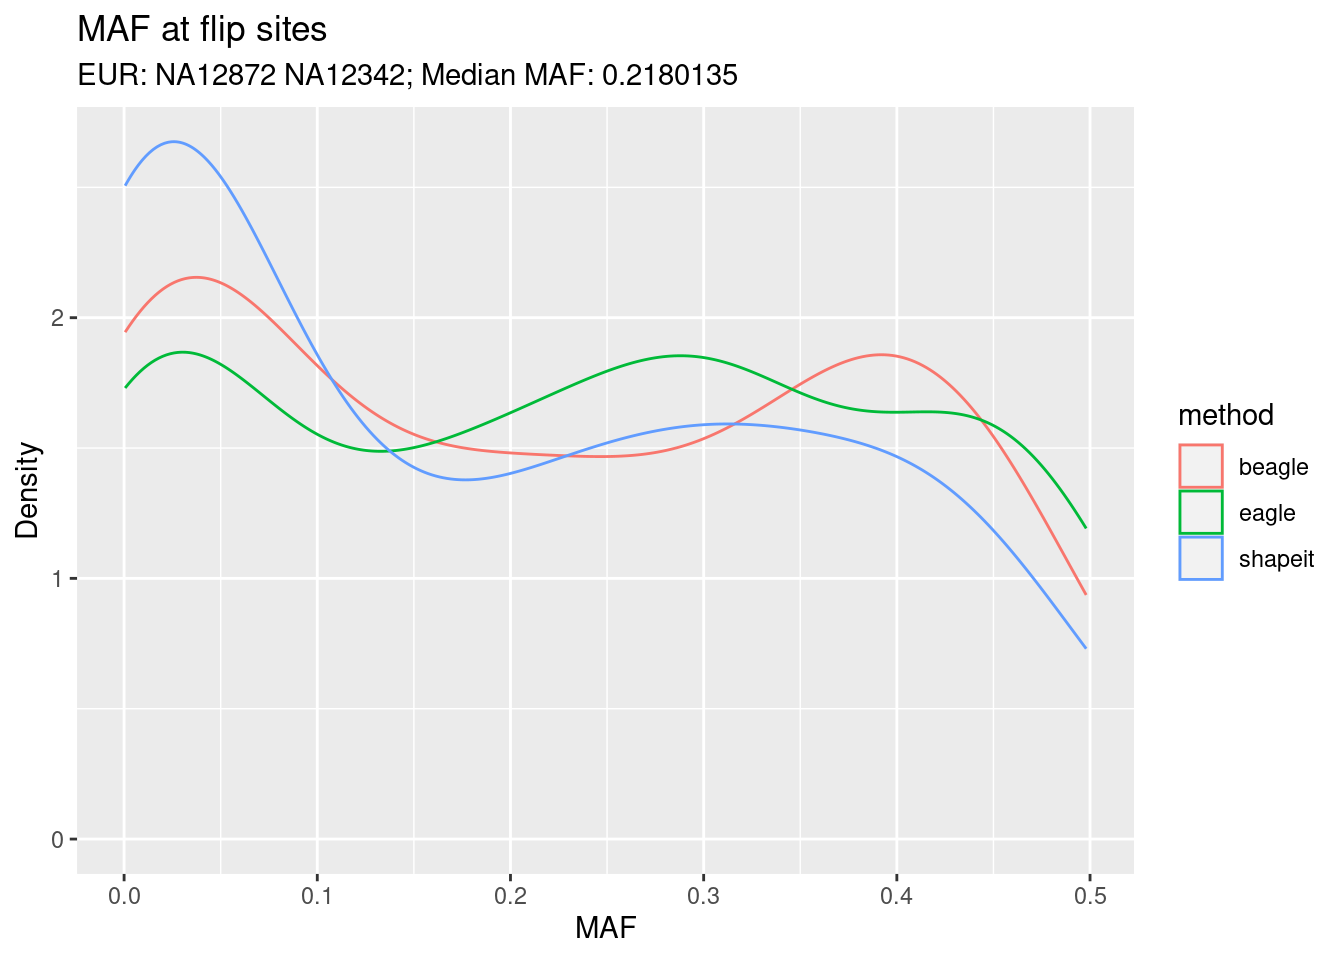 MAF at flip sites
EUR: NA12872 NA12342; Median MAF: 0.2180135
Density
2
1
0
0.0 0.1 0.2 0.3 0.4 0.5
MAF
method
beagle
eagle
shapeit